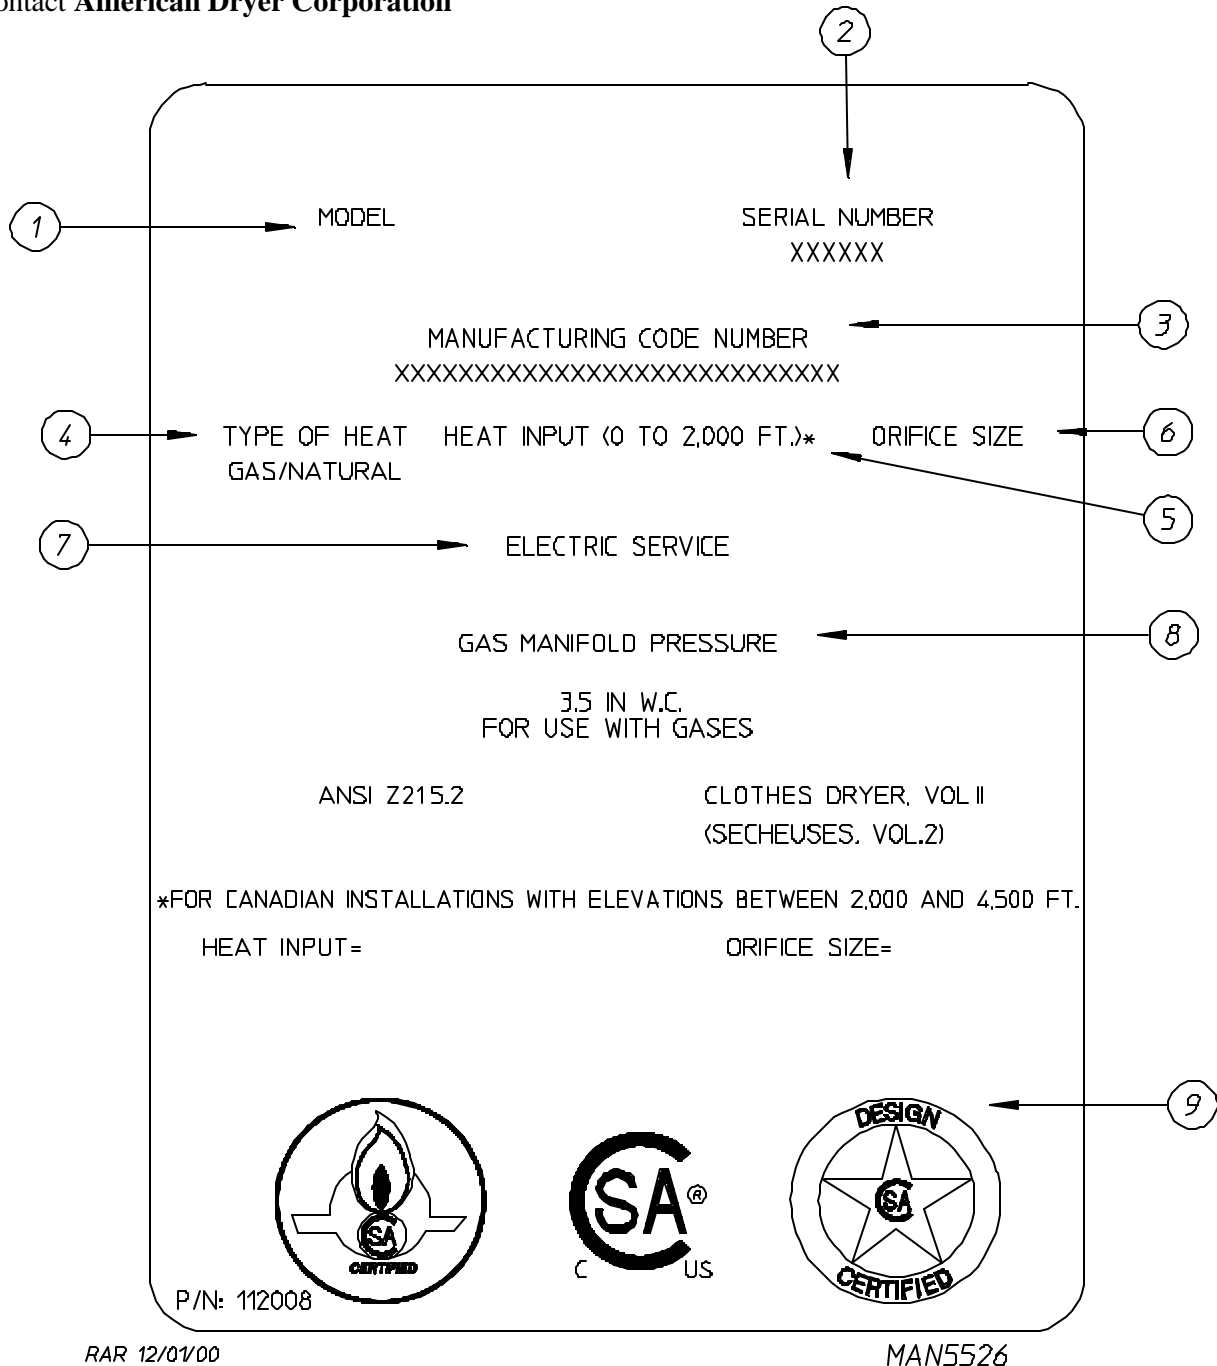 ontact American Dryer Corporation
2
1 MODEL SERIAL NUMBER
XXXXXX
MANUFACTURING CODE NUMBER 3
XXXXXXXXXXXXXXXXXXXXXXXXXXXX
4 TYPE OF HEAT HEAT INPUT (0 TO 2,000 FT.)* ORIFICE SIZE 6
GAS/NATURAL
5
7 ELECTRIC SERVICE
GAS MANIFOLD PRESSURE 8
3.5 IN W.C.
FOR USE WITH GASES
ANSI Z215.2 CLOTHES DRYER, VOL II
(SECHEUSES, VOL.2)
*FOR CANADIAN INSTALLATIONS WITH ELEVATIONS BETWEEN 2,000 AND 4,500 FT.
HEAT INPUT= ORIFICE SIZE=
9
DESIGN
SA
CERTIFIED
CSA ®
C US
CSA
CERTIFIED
P/N: 112008
RAR 12/01/00 MAN5526